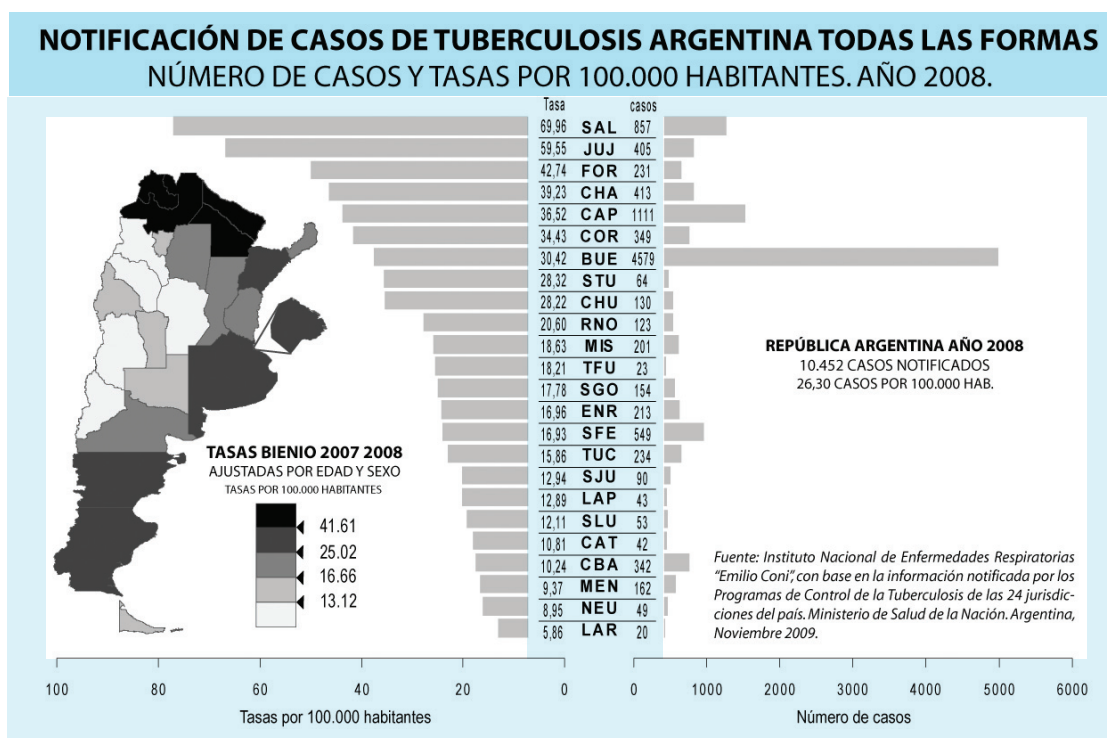 NOTIFICACIÓN DE CASOS DE TUBERCULOSIS ARGENTINA TODAS LAS FORMAS
NÚMERO DE CASOS Y TASAS POR 100.000 HABITANTES. AÑO 2008.
Tasa casos
69,96 SAL 857
59,55 JUJ 405
42,74 FOR 231
39,23 CHA 413
36,52 CAP 1111
34,43 COR 349
30,42 BUE 4579
28,32 STU 64
28,22 CHU 130
20,60 RNO 123
18,63 MIS 201
18,21 TFU 23
17,78 SGO 154
16,96 ENR 213
16,93 SFE 549
15,86 TUC 234
12,94 SJU 90
12,89 LAP 43
12,11 SLU 53
10,81 CAT 42
10,24 CBA 342
9,37 MEN 162
8,95 NEU 49
5,86 LAR 20
REPÚBLICA ARGENTINA AÑO 2008
10.452 CASOS NOTIFICADOS
26,30 CASOS POR 100.000 HAB.
TASAS BIENIO 2007 2008
AJUSTADAS POR EDAD Y SEXO
TASAS POR 100.000 HABITANTES
41.61
25.02
16.66
13.12
Fuente: Instituto Nacional de Enfermedades Respiratorias
“Emilio Coni”, con base en la información notificada por los
Programas de Control de la Tuberculosis de las 24 jurisdic-
ciones del país. Ministerio de Salud de la Nación. Argentina,
Noviembre 2009.
100 80 60 40 20 0
Tasas por 100.000 habitantes
0 1000 2000 3000 4000 5000 6000
Número de casos